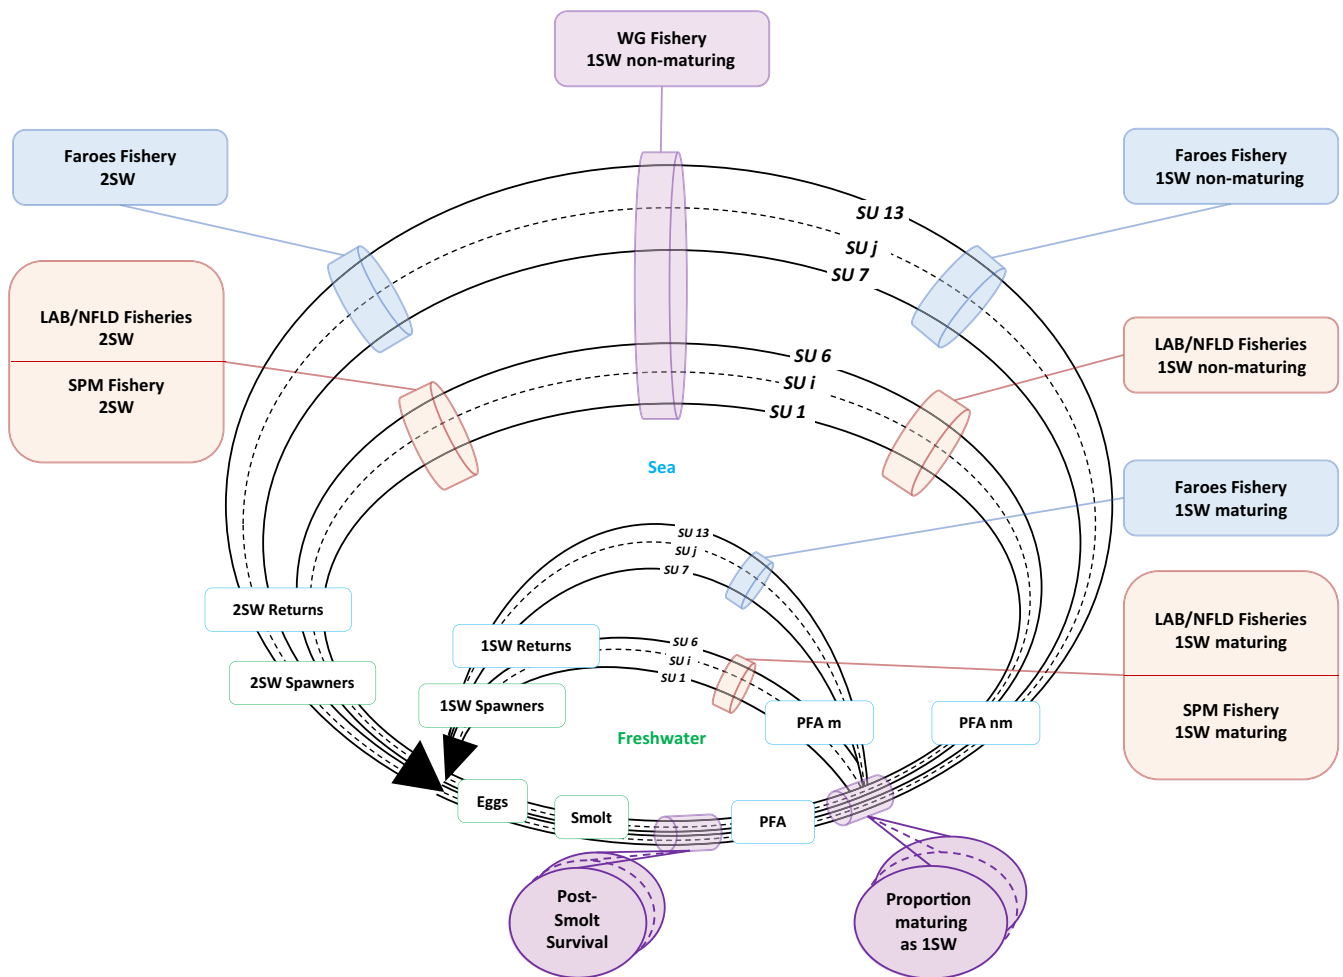 WG Fishery
1SW non-maturing
Faroes Fishery
2SW
Faroes Fishery
1SW non-maturing
SU 13
SU j
SU 7
LAB/NFLD Fisheries
2SW
SPM Fishery
2SW
LAB/NFLD Fisheries
1SW non-maturing
SU 6
SU i
SU 1
Sea
Faroes Fishery
1SW maturing
SU 13
SU j
SU 7
2SW Returns
1SW Returns
SU 6
SU i
SU 1
LAB/NFLD Fisheries
1SW maturing
SPM Fishery
1SW maturing
2SW Spawners
1SW Spawners
PFA m
PFA nm
Freshwater
Eggs
Smolt
PFA
Post-
Smolt
Survival
Proportion
maturing
as 1SW